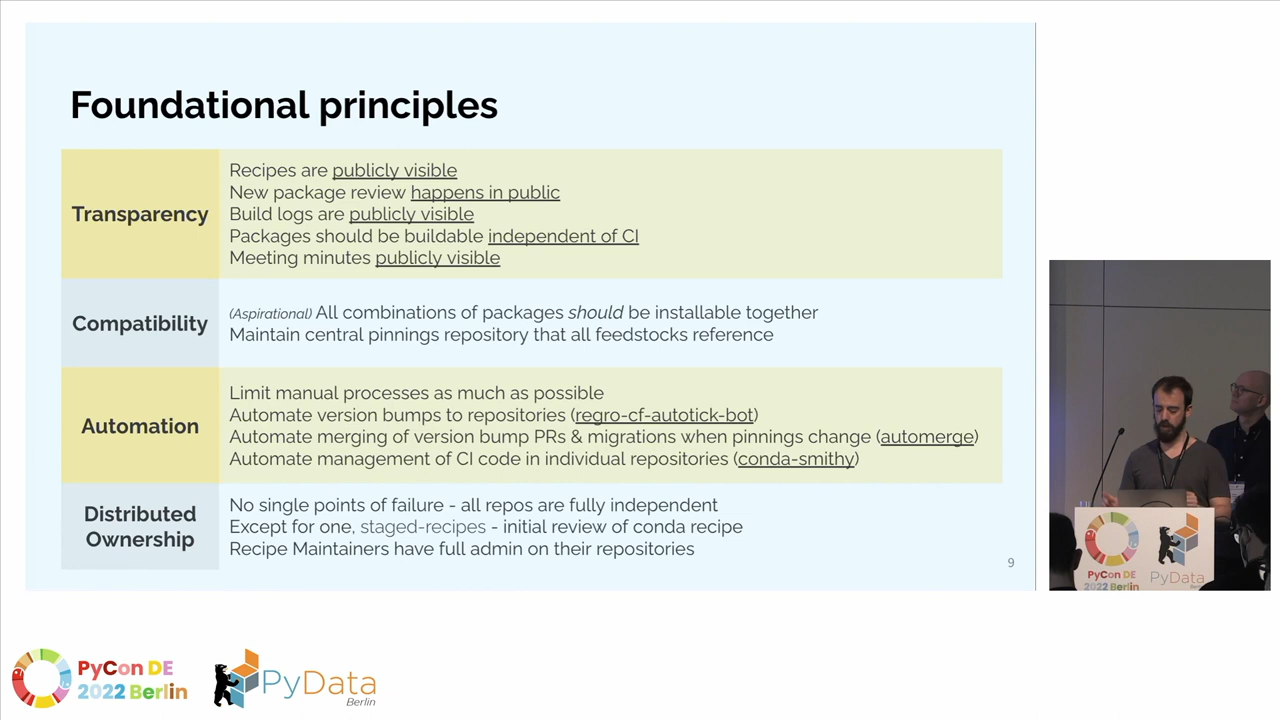 Foundational principles
Transparency
Recipes are publicly visible
New package review happens in public
Build logs are publicly visible
Packages should be buildable independent of CI
Meeting minutes publicly visible
Compatibility
(Aspirational) All combinations of packages should be installable together
Maintain central pinnings repository that all feedstocks reference
Automation
Limit manual processes as much as possible
Automate version bumps to repositories (regro-cf-autotick-bot)
Automate merging of version bump PRs & migrations when pinnings change (automerge)
Automate management of CI code in individual repositories (conda-smithy)
Distributed
Ownership
No single points of failure - all repos are fully independent
Except for one, staged-recipes - initial review of conda recipe
Recipe Maintainers have full admin on their repositories
9
PyCon DE
2022 Berlin
PyData
Berlin
PyCon DE
2022 Berlin
PyData
Berlin